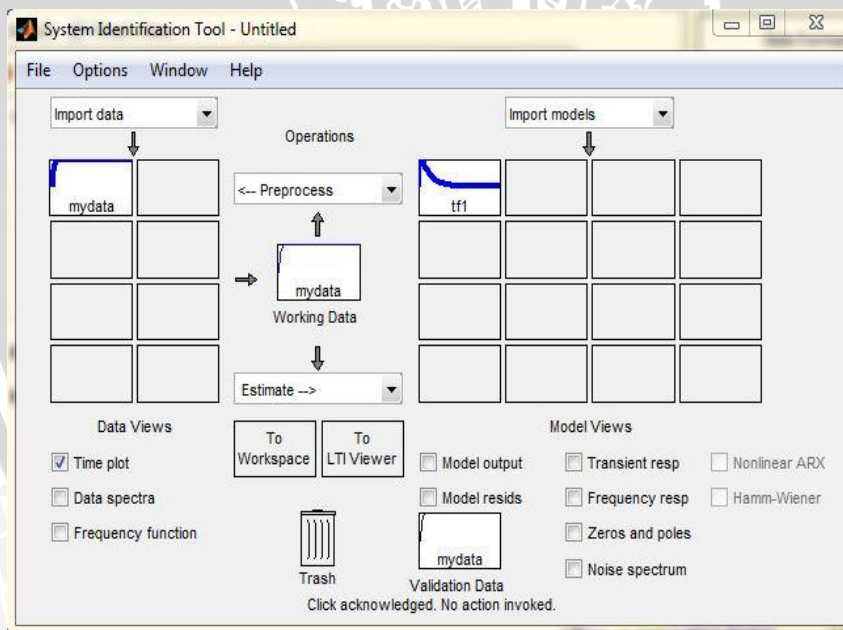 System Identification Tool - Untitled
File Options Window Help
Import data
Import models
Operations
mydata
<-- Preprocess
tf1
mydata
Working Data
Estimate -->
Data Views
Time plot
Data spectra
Frequency function
To
Workspace
To
LTI Viewer
Trash
Model Views
Model output
Transient resp
Nonlinear ARX
Model resids
Frequency resp
Hamm-Wiener
Zeros and poles
mydata
Noise spectrum
Validation Data
Click acknowledged. No action invoked.